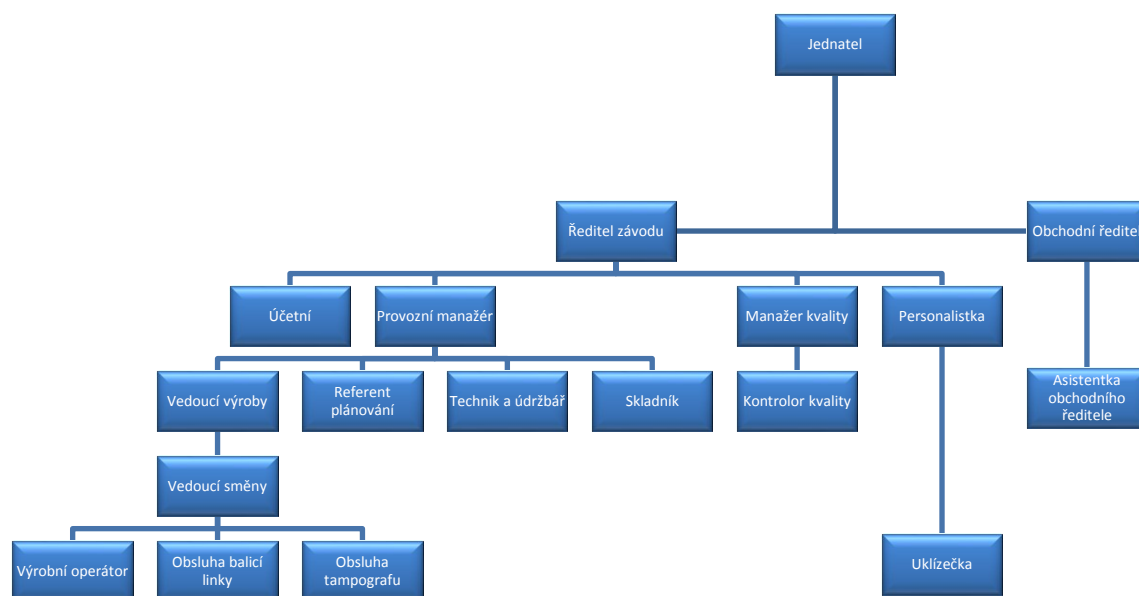 Jednatel
Ředitel závodu
Obchodní ředitel
Účetní
Provozní manažér
Manažer kvality
Personalistka
Vedoucí výroby
Referent
plánování
Technik a údržbář
Skladník
Kontrolor kvality
Asistentka
obchodního
ředitele
Vedoucí směny
Výrobní operátor
Obsluha balicí
linky
Obsluha
tampografu
Uklízečka